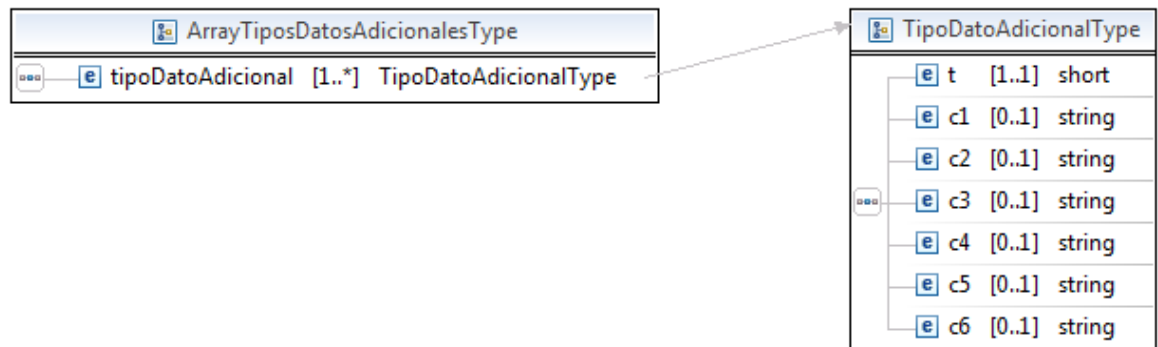 ArrayTiposDatosAdicionalesType
e tipoDatoAdicional [1..*] TipoDatoAdicionalType
TipoDatoAdicionalType
e t [1..1] short
e c1 [0..1] string
e c2 [0..1] string
e c3 [0..1] string
e c4 [0..1] string
e c5 [0..1] string
e c6 [0..1] string